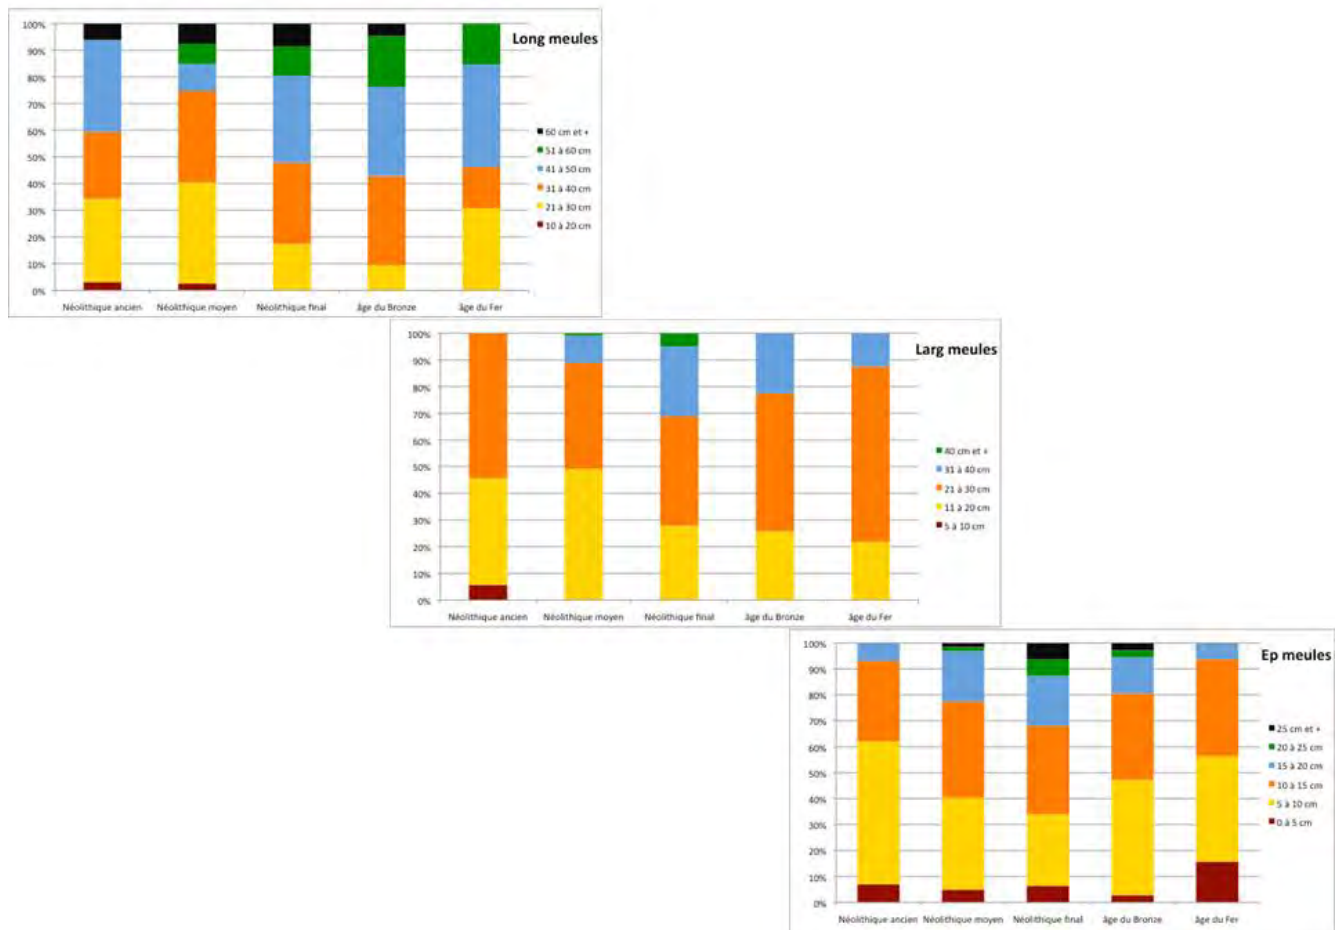 Long meules
100%
90%
80%
70%
60%
50%
40%
30%
20%
10%
0%
60 cm et +
51 à 60 cm
41 à 50 cm
31 à 40 cm
21 à 30 cm
10 à 20 cm
Néolithique ancien Néolithique moyen Néolithique final âge du Bronze âge du Fer
Larg meules
100%
90%
80%
70%
60%
50%
40%
30%
20%
10%
0%
40 cm et +
31 à 40 cm
21 à 30 cm
11 à 20 cm
5 à 10 cm
Néolithique ancien Néolithique moyen Néolithique final âge du Bronze âge du Fer
Ep meules
100%
90%
80%
70%
60%
50%
40%
30%
20%
10%
0%
25 cm et +
20 à 25 cm
15 à 20 cm
10 à 15 cm
5 à 10 cm
0 à 5 cm
Néolithique ancien Néolithique moyen Néolithique final âge du Bronze âge du Fer